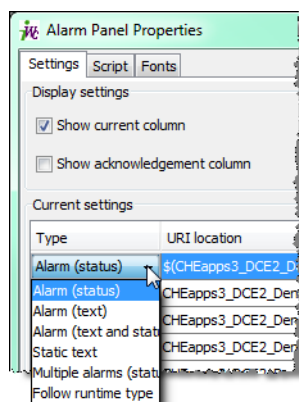 Alarm Panel Properties
Settings Script Fonts
Display settings
Show current column
Show acknowledgement column
Current settings
Type URI location
Alarm (status) $(CHEapps3_DCE2_D
Alarm (status) CHEapps3_DCE2_Den
Alarm (text) CHEapps3_DCE2_Den
Alarm (text and stat
Static text CHEapps3_DCE2_Den
Multiple alarms (statu
Follow runtime type